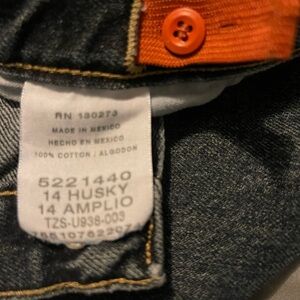 RN 130273
MADE IN MEXICO
HECHO EN MEXICO
100% COTTON / ALGODON
5221440
14 HUSKY
14 AMPLIO
TZS-U938-003